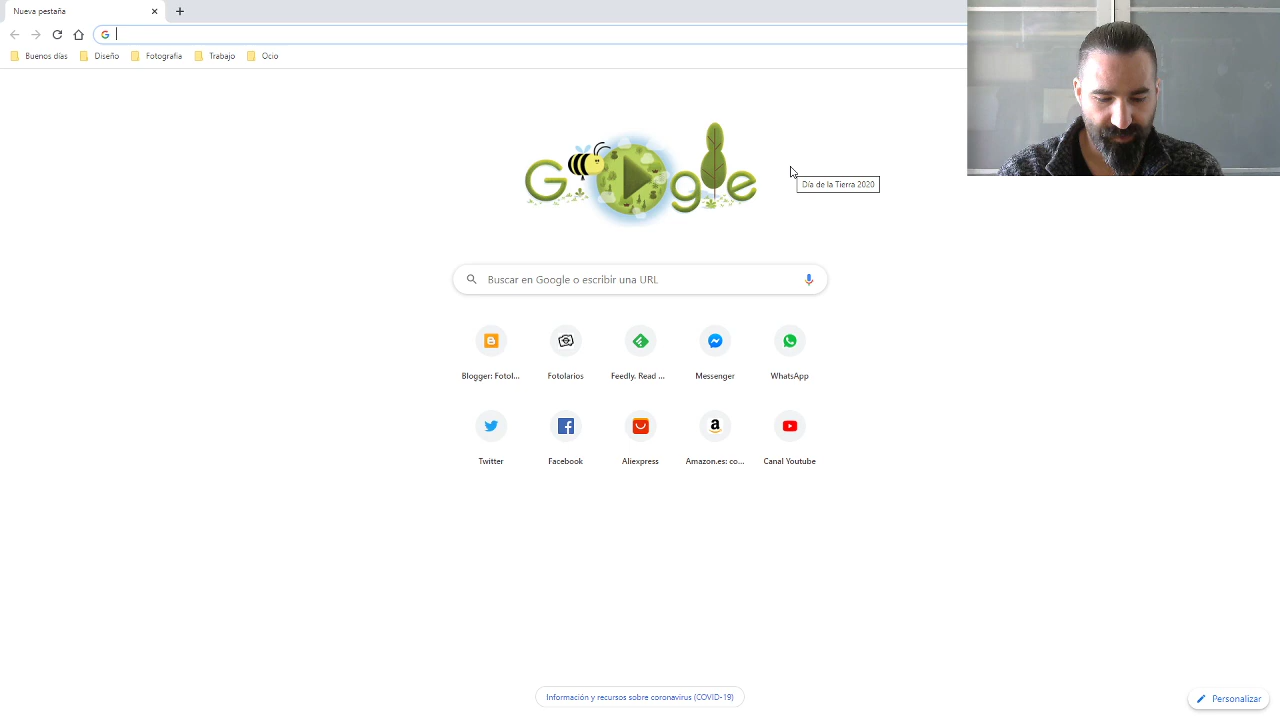 Nueva pestaña
Buenos días
Diseño
Fotografia
Trabajo
Ocio
Google
Día de la Tierra 2020
Buscar en Google o escribir una URL
Blogger: Fotol...
Fotolarios
Feedly. Read ...
Messenger
WhatsApp
Twitter
Facebook
Aliexpress
Amazon.es: co...
Canal Youtube
Información y recursos sobre coronavirus (COVID-19)
Personalizar